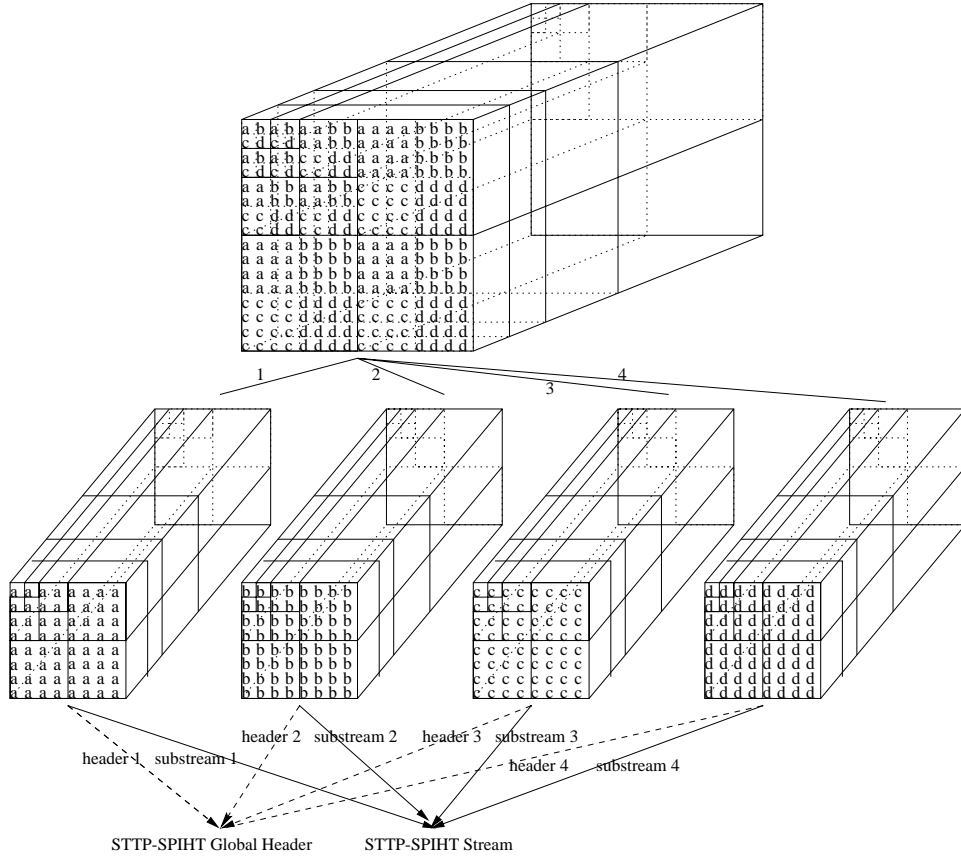 a b a b a a b b a a a a b b b b
c d c d a a b b a a a a b b b b
a b a b c c d d a a a a b b b b
c d c d c c d d a a a a b b b b
a a b b a a b b c c c c d d d d
a a b b a a b b c c c c d d d d
c c d d c c d d c c c c d d d d
c c d d c c d d c c c c d d d d
a a a a b b b b a a a a b b b b
a a a a b b b b a a a a b b b b
a a a a b b b b a a a a b b b b
a a a a b b b b a a a a b b b b
c c c c d d d d c c c c d d d d
c c c c d d d d c c c c d d d d
c c c c d d d d c c c c d d d d
c c c c d d d d c c c c d d d d
1 2 3 4
a a a a a a a a b b b b b b b b c c c c c c c c d d d d d d d d
a a a a a a a a b b b b b b b b c c c c c c c c d d d d d d d d
a a a a a a a a b b b b b b b b c c c c c c c c d d d d d d d d
a a a a a a a a b b b b b b b b c c c c c c c c d d d d d d d d
a a a a a a a a b b b b b b b b c c c c c c c c d d d d d d d d
a a a a a a a a b b b b b b b b c c c c c c c c d d d d d d d d
a a a a a a a a b b b b b b b b c c c c c c c c d d d d d d d d
a a a a a a a a b b b b b b b b c c c c c c c c d d d d d d d d
header 2 substream 2 header 3 substream 3
header 1 substream 1 header 4 substream 4
STTP-SPIHT Global Header STTP-SPIHT Stream